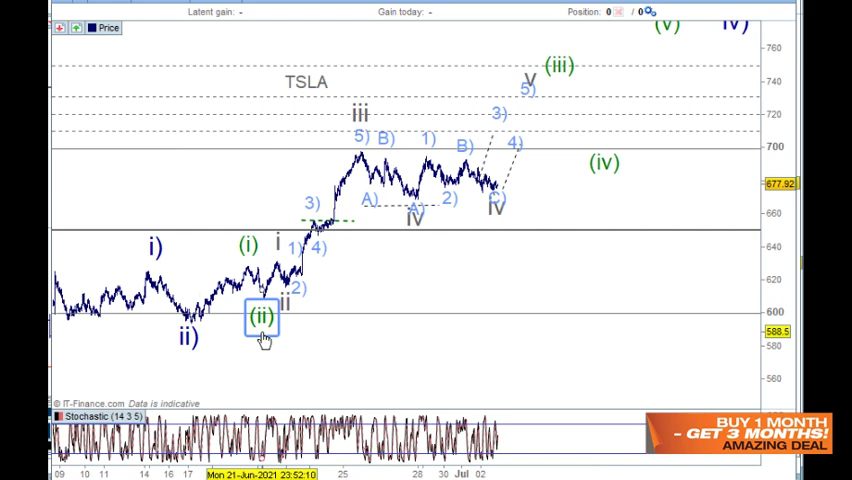 Latent gain: -    Gain today: -    Position: 0 / 0
Price
(v) iv)
760
v (iii)
TSLA
740
5)
iii 3) 720
5) B) 1) B) 4) 700
(iv)
677.92
3) A) A) 2) C)
iv iv 660
i) (i) i 1) 4) 640
620
ii 2)
(ii) 600
ii) 588.5
580
560
© IT-Finance.com Data is indicative
Stochastic (14 3 5)
BUY 1 MONTH
- GET 3 MONTHS!
AMAZING DEAL
09 10 11 14 16 17 Mon 21-Jun-2021 23:52:10 25 28 30 Jul 02